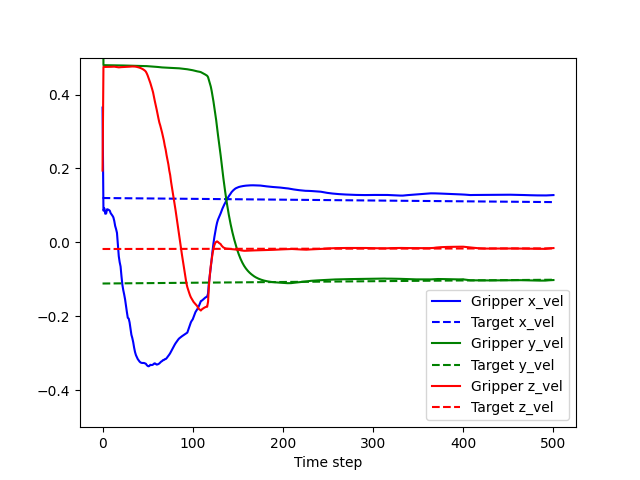 0.4
0.2
0.0
−0.2
−0.4
0
100
200
300
400
500
Time step
Gripper x_vel
Target x_vel
Gripper y_vel
Target y_vel
Gripper z_vel
Target z_vel